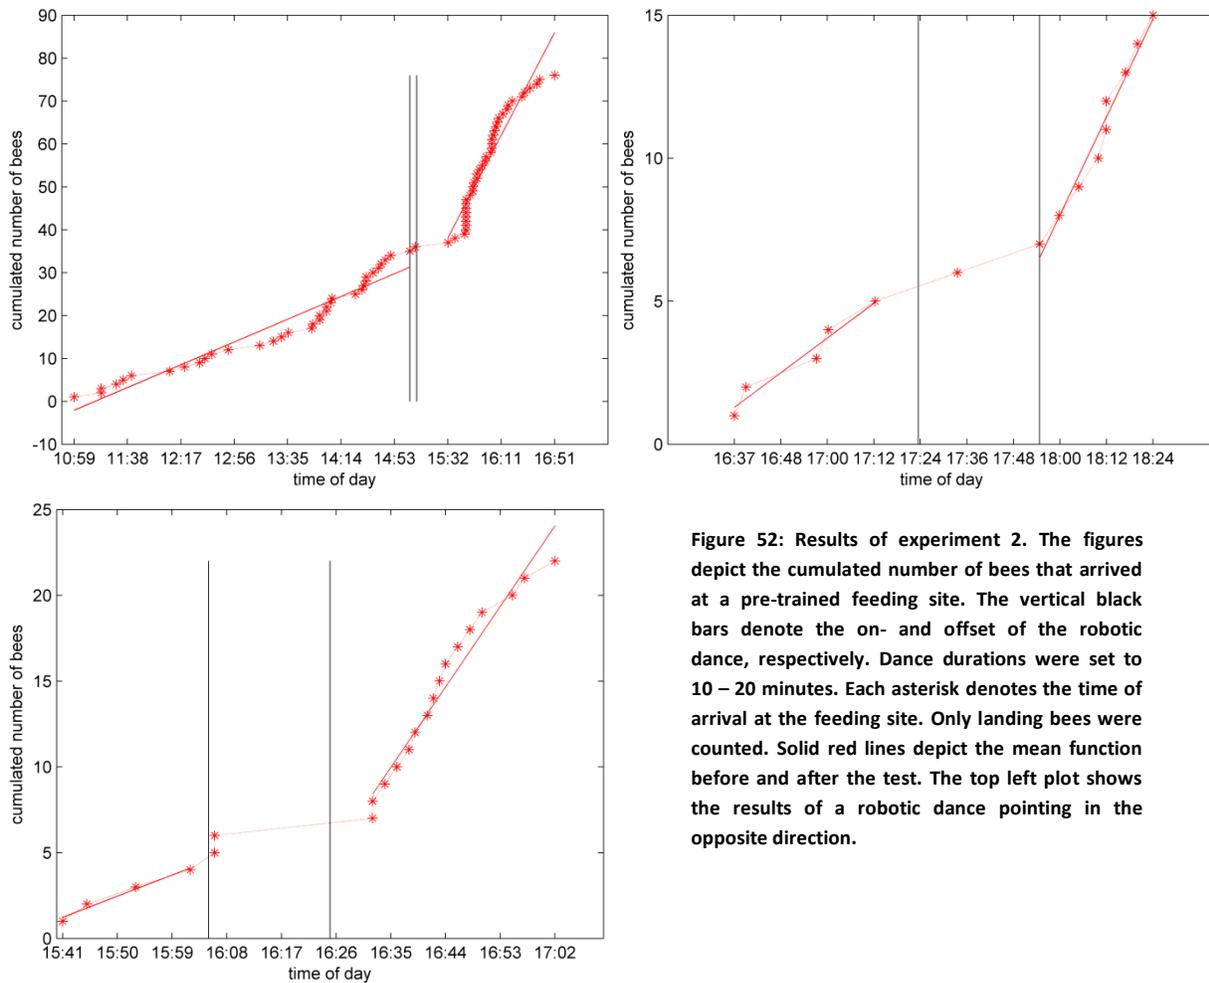 90
80
70
60
50
40
30
20
10
0
-10
cumulated number of bees
10:59 11:38 12:17 12:56 13:35 14:14 14:53 15:32 16:11 16:51
time of day
15
10
5
0
cumulated number of bees
16:37 16:48 17:00 17:12 17:24 17:36 17:48 18:00 18:12 18:24
time of day
25
20
15
10
5
0
cumulated number of bees
15:41 15:50 15:59 16:08 16:17 16:26 16:35 16:44 16:53 17:02
time of day
Figure 52: Results of experiment 2. The figures
depict the cumulated number of bees that arrived
at a pre-trained feeding site. The vertical black
bars denote the on- and offset of the robotic
dance, respectively. Dance durations were set to
10 – 20 minutes. Each asterisk denotes the time of
arrival at the feeding site. Only landing bees were
counted. Solid red lines depict the mean function
before and after the test. The top left plot shows
the results of a robotic dance pointing in the
opposite direction.